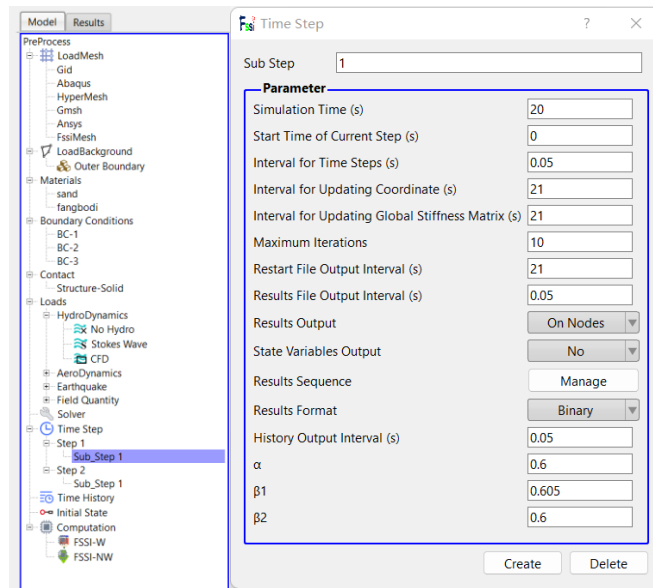 Model Results
PreProcess
LoadMesh
Gid
Abaqus
HyperMesh
Gmsh
Ansys
FssiMesh
LoadBackground
Outer Boundary
Materials
sand
fangbodi
Boundary Conditions
BC-1
BC-2
BC-3
Contact
Structure-Solid
Loads
HydroDynamics
No Hydro
Stokes Wave
CFD
AeroDynamics
Earthquake
Field Quantity
Solver
Time Step
Step 1
Sub_Step 1
Step 2
Sub_Step 1
Time History
Initial State
Computation
FSSI-W
FSSI-NW
Fssi Time Step ? ×
Sub Step 1
Parameter
Simulation Time (s) 20
Start Time of Current Step (s) 0
Interval for Time Steps (s) 0.05
Interval for Updating Coordinate (s) 21
Interval for Updating Global Stiffness Matrix (s) 21
Maximum Iterations 10
Restart File Output Interval (s) 21
Results File Output Interval (s) 0.05
Results Output On Nodes
State Variables Output No
Results Sequence Manage
Results Format Binary
History Output Interval (s) 0.05
α 0.6
β1 0.605
β2 0.6
Create Delete